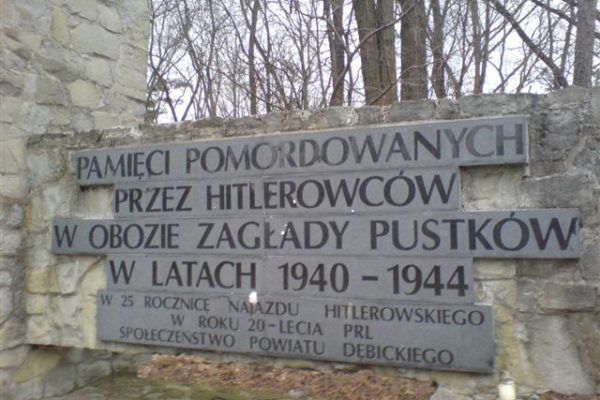 PAMIĘCI POMORDOWANYCH
PRZEZ HITLEROWCÓW
W OBOZIE ZAGŁADY PUSTKÓW
W LATACH 1940 – 1944
W 25 ROCZNICE NAJAZDU HITLEROWSKIEGO
W ROKU 20-LECIA PRL
SPOŁECZEŃSTWO POWIATU DĘBICKIEGO